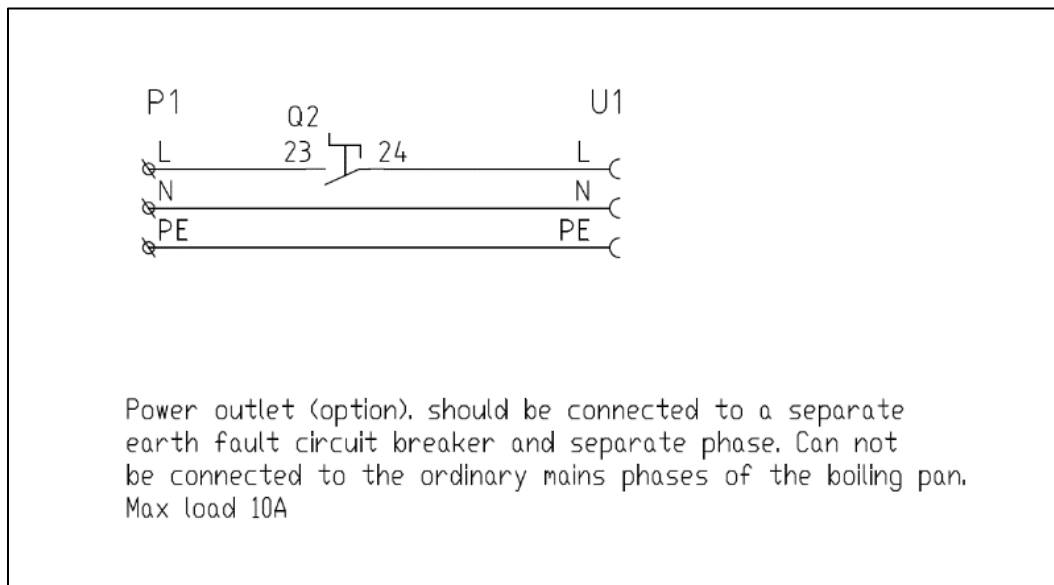 P1 U1
Q2
L 23 24 L
N N
PE PE
Power outlet (option). should be connected to a separate
earth fault circuit breaker and separate phase. Can not
be connected to the ordinary mains phases of the boiling pan.
Max load 10A